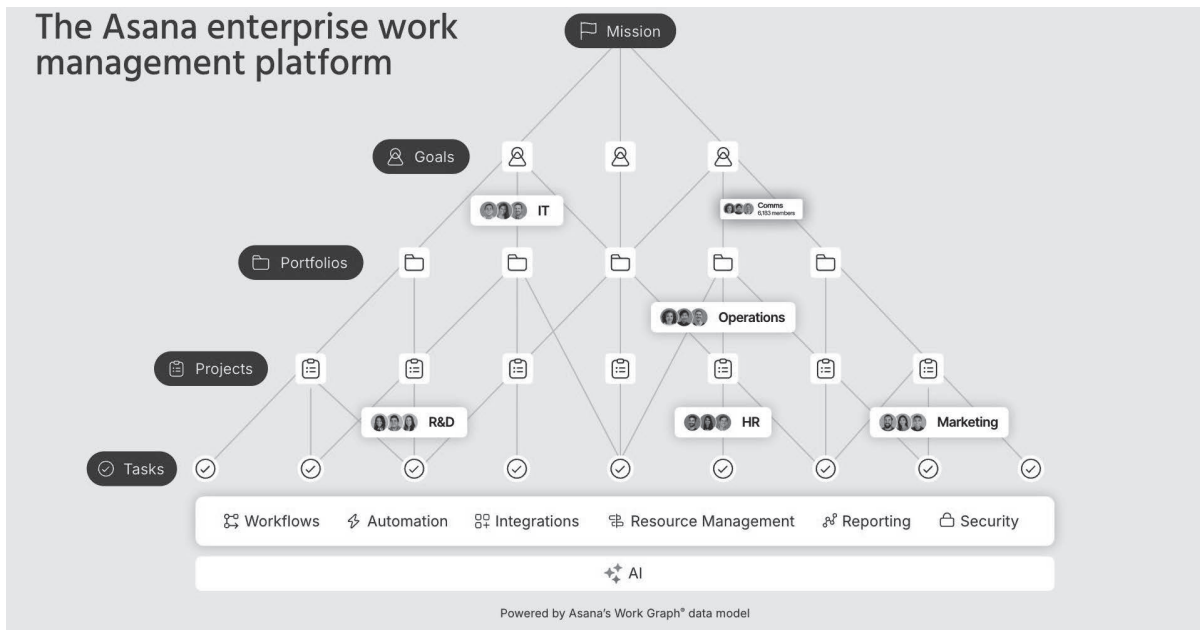 The Asana enterprise work
management platform
Mission
Goals
IT
Comms
6,183 members
Portfolios
Operations
Projects
R&D
HR
Marketing
Tasks
Workflows
Automation
Integrations
Resource Management
Reporting
Security
AI
Powered by Asana's Work Graph® data model